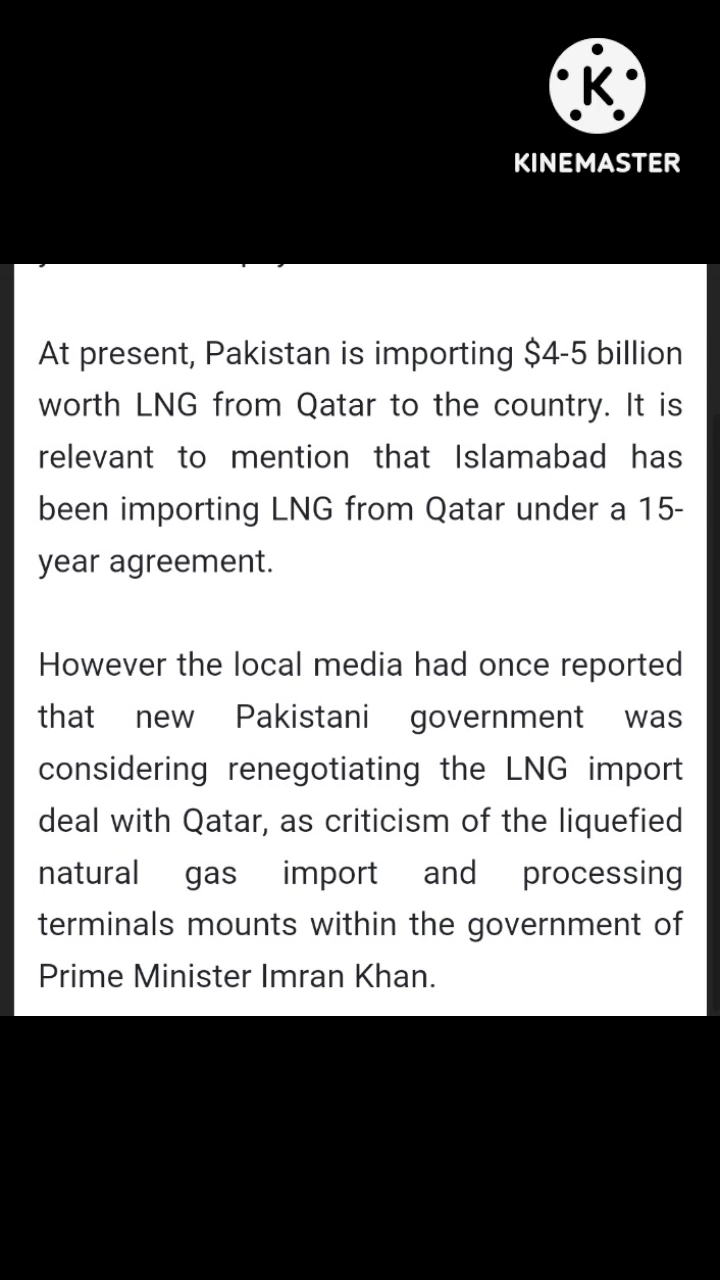 K
KINEMASTER
At present, Pakistan is importing $4-5 billion
worth LNG from Qatar to the country. It is
relevant to mention that Islamabad has
been importing LNG from Qatar under a 15-
year agreement.
However the local media had once reported
that new Pakistani government was
considering renegotiating the LNG import
deal with Qatar, as criticism of the liquefied
natural gas import and processing
terminals mounts within the government of
Prime Minister Imran Khan.